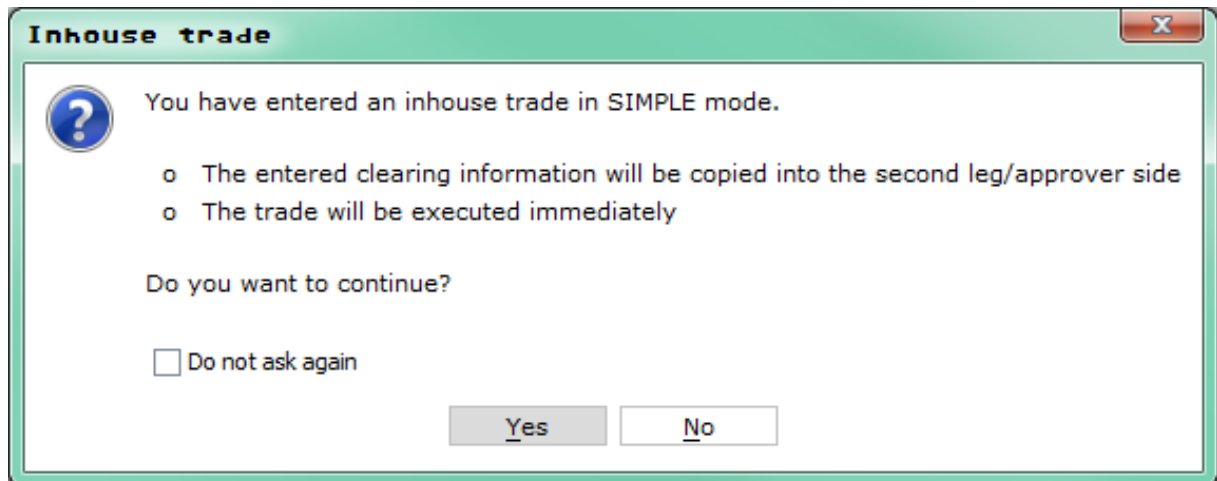 Inhouse trade
x
?
You have entered an inhouse trade in SIMPLE mode.
o The entered clearing information will be copied into the second leg/approver side
o The trade will be executed immediately
Do you want to continue?
Do not ask again
Yes No